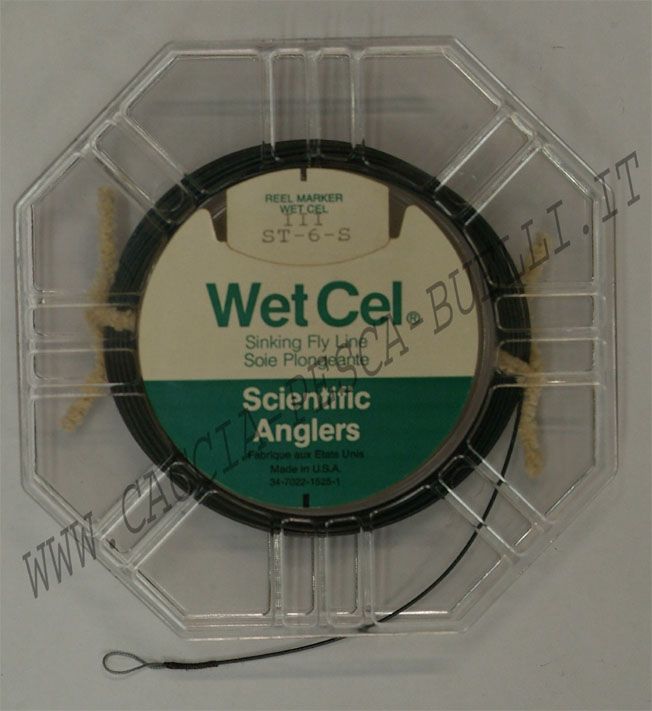 REEL MARKER
WET CEL
III
ST-6-S
Wet Cel®
Sinking Fly Line
Soie Plongeante
Scientific
Anglers
Fabrique aux Etats Unis
Made in U.S.A.
34-7022-1525-1
WWW.CACCIA-PESCA-BUILLI.IT